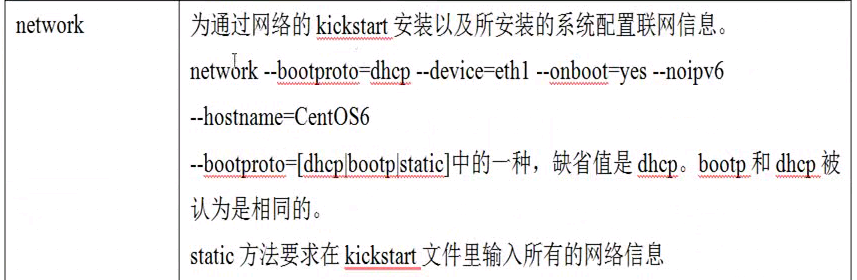 network
为通过网络的 kickstart 安装以及所安装的系统配置联网信息。
network --bootproto=dhcp --device=eth1 --onboot=yes --noipv6
--hostname=CentOS6
--bootproto=[dhcp|bootp|static]中的一种，缺省值是 dhcp。bootp 和 dhcp 被
认为是相同的。
static 方法要求在 kickstart 文件里输入所有的网络信息